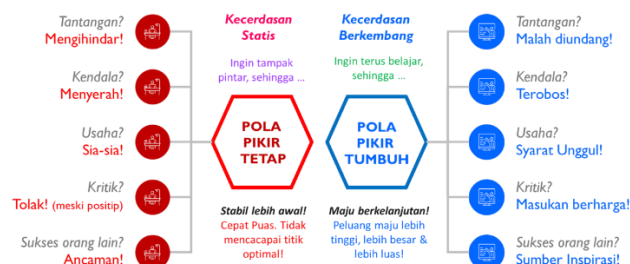 Tantangan?
Mengihindar!
Kendala?
Menyerah!
Usaha?
Sia-sia!
Kritik?
Tolak! (meski positip)
Sukses orang lain?
Ancaman!
Kecerdasan
Statis
Ingin tampak
pintar, sehingga ...
POLA
PIKIR
TETAP
Stabil lebih awal!
Cepat Puas. Tidak
mencacapai titik
optimal!
Kecerdasan
Berkembang
Ingin terus belajar,
sehingga ...
POLA
PIKIR
TUMBUH
Maju berkelanjutan!
Peluang maju lebih
tinggi, lebih besar &
lebih luas!
Tantangan?
Malah diundang!
Kendala?
Terobos!
Usaha?
Syarat Unggul!
Kritik?
Masukan berharga!
Sukses orang lain?
Sumber Inspirasi!